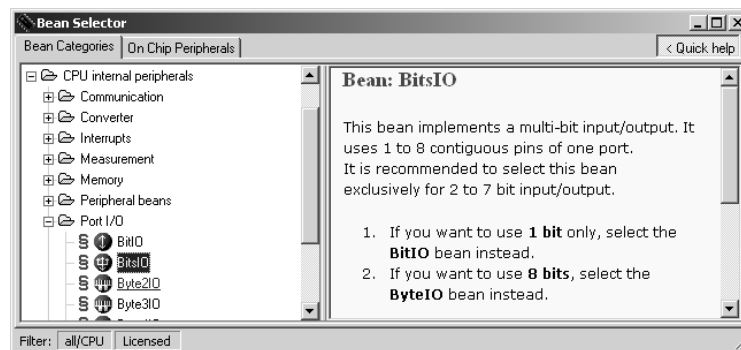 Bean Selector
Bean Categories
On Chip Peripherals
< Quick help
CPU internal peripherals
Communication
Converter
Interrupts
Measurement
Memory
Peripheral beans
Port I/O
BitIO
BitsIO
Byte2IO
Byte3IO
Bean: BitsIO
This bean implements a multi-bit input/output. It
uses 1 to 8 contiguous pins of one port.
It is recommended to select this bean
exclusively for 2 to 7 bit input/output.
1. If you want to use 1 bit only, select the
BitIO bean instead.
2. If you want to use 8 bits, select the
ByteIO bean instead.
Filter: all/CPU Licensed